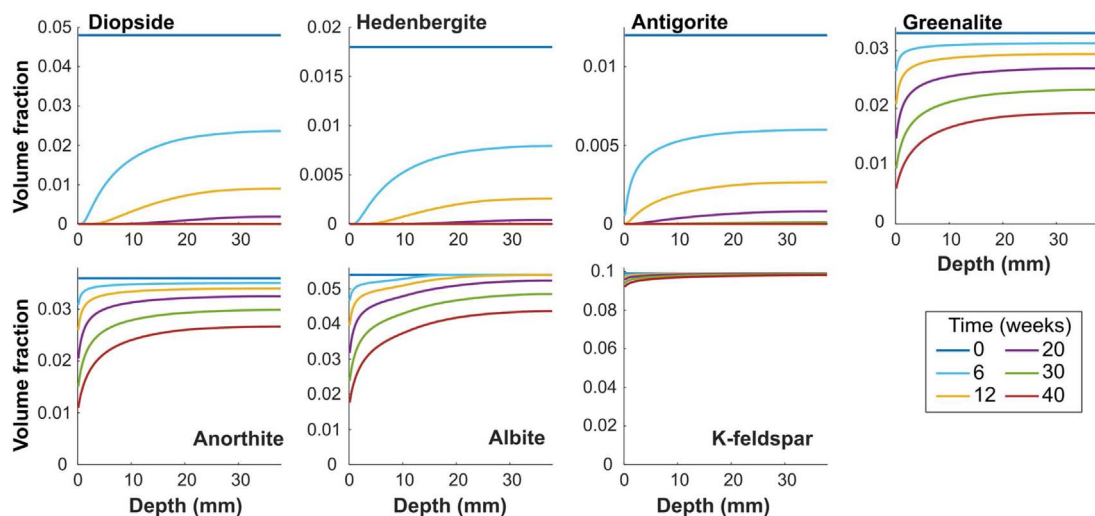 Diopside
Hedenbergite
Antigorite
Greenalite
Volume fraction
0.05
0.04
0.03
0.02
0.01
0
0 10 20 30
0.02
0.015
0.01
0.005
0
0 10 20 30
0.01
0.005
0
0 10 20 30
0.03
0.02
0.01
0
0 10 20 30
Depth (mm)
Volume fraction
0.03
0.02
0.01
0
0 10 20 30
Depth (mm)
Anorthite
0.05
0.04
0.03
0.02
0.01
0
0 10 20 30
Depth (mm)
Albite
0.1
0.08
0.06
0.04
0.02
0
0 10 20 30
Depth (mm)
K-feldspar
Time (weeks)
0 20
6 30
12 40